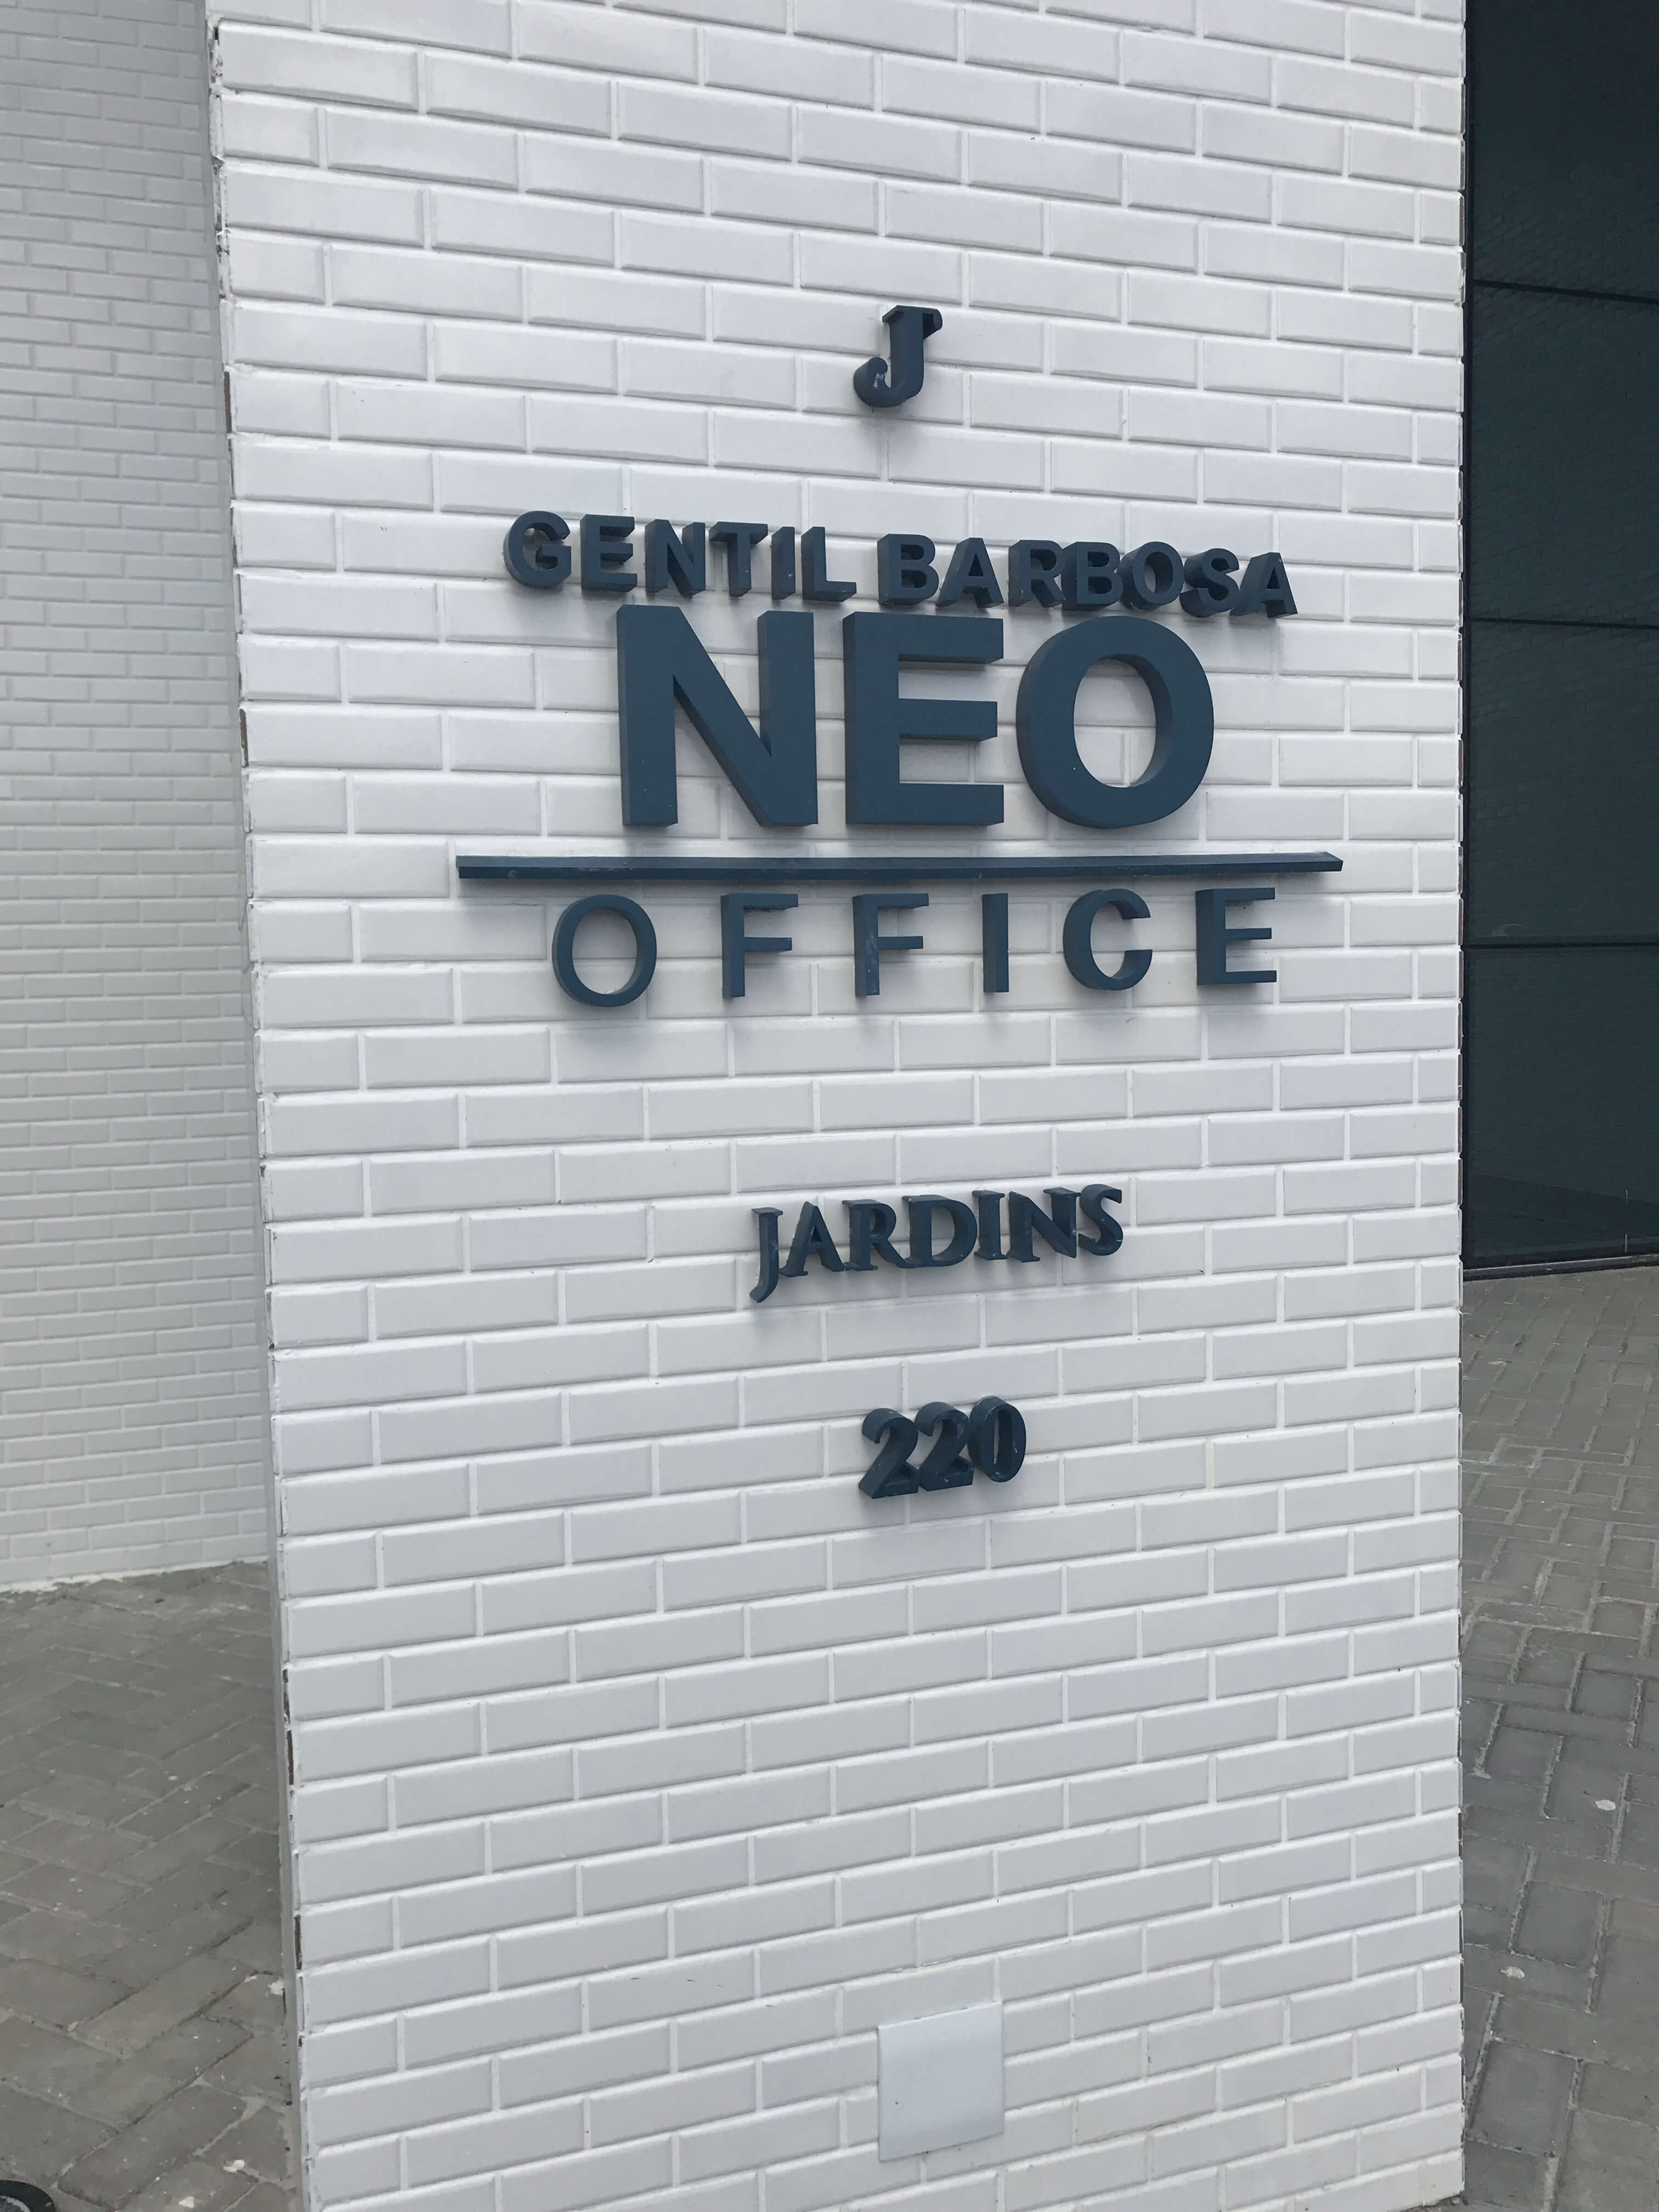 J
GENTIL BARBOSA
NEO
OFFICE
JARDINS
220